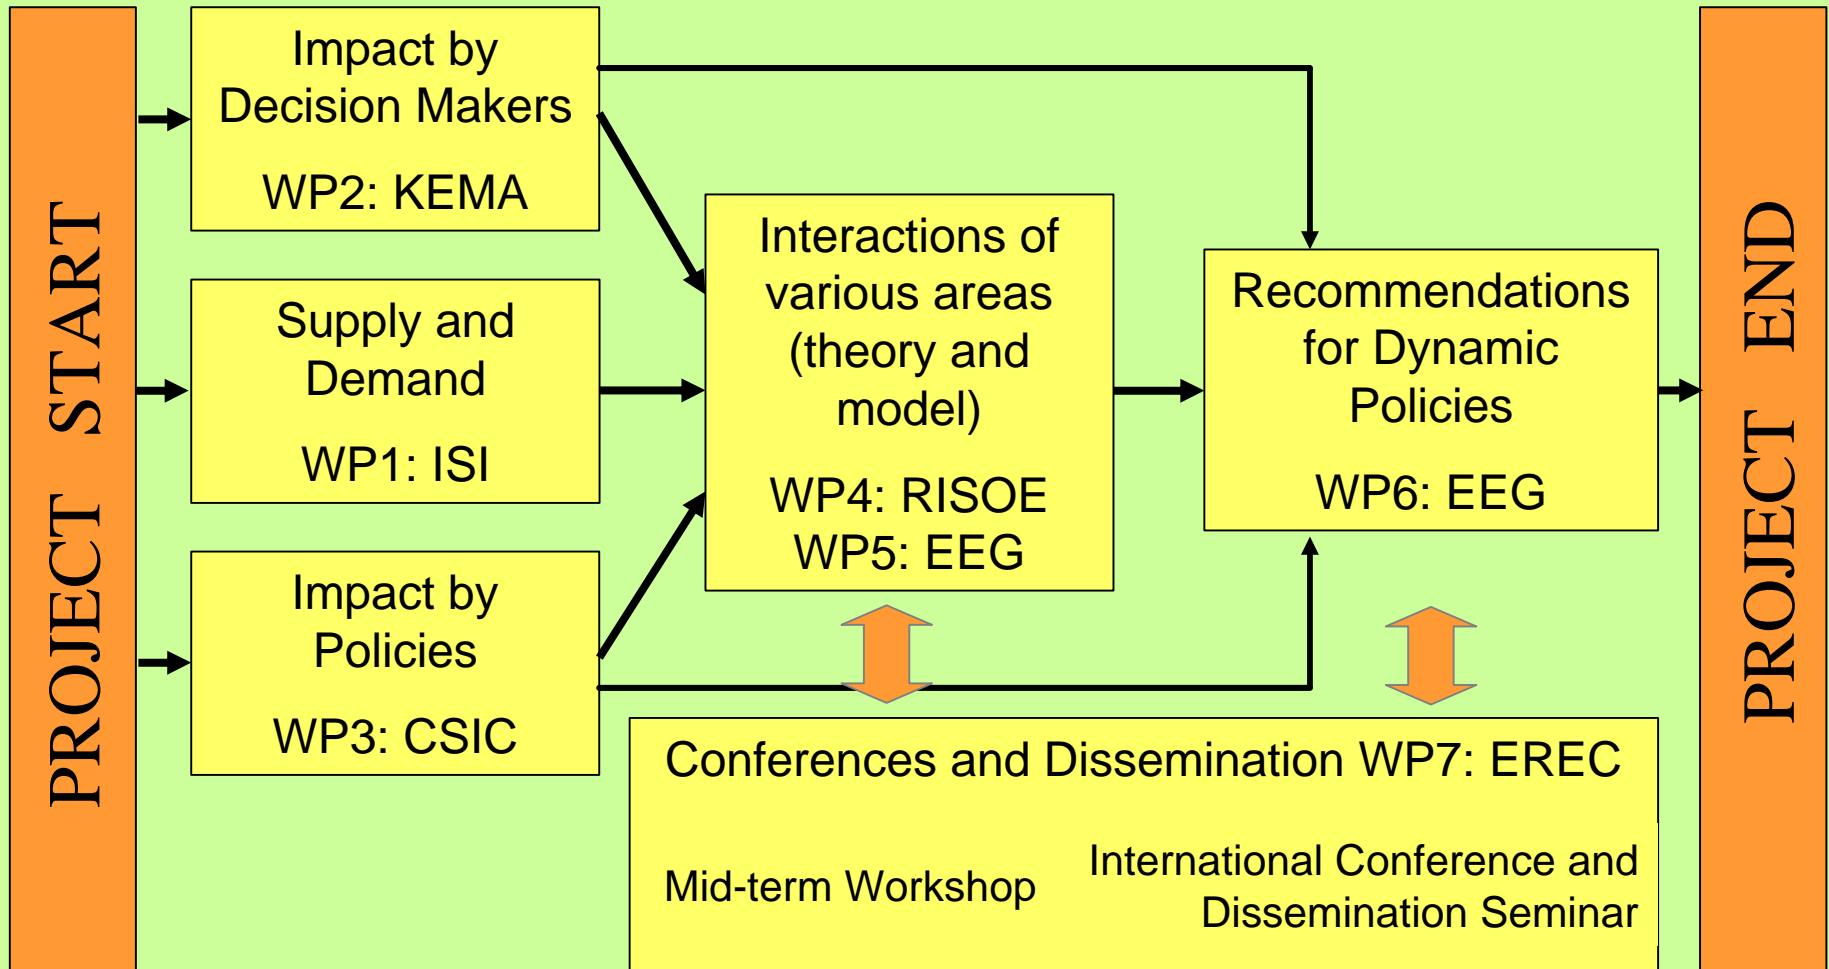 PROJECT START
Impact by
Decision Makers
WP2: KEMA
Supply and
Demand
WP1: ISI
Impact by
Policies
WP3: CSIC
Interactions of
various areas
(theory and
model)
WP4: RISOE
WP5: EEG
Recommendations
for Dynamic
Policies
WP6: EEG
Conferences and Dissemination WP7: EREC
Mid-term Workshop
International Conference and
Dissemination Seminar
PROJECT END